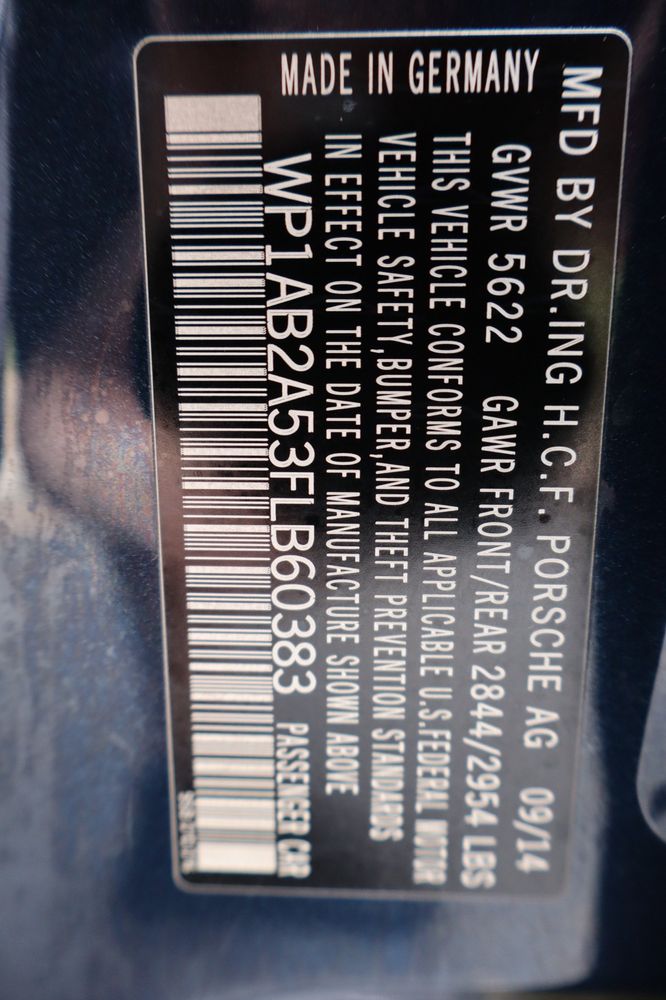 MFD BY DR.ING H.C.F. PORSCHE AG 09/14
GVWR 5622 GAWR FRONT/REAR 2844/2954 LBS
THIS VEHICLE CONFORMS TO ALL APPLICABLE U.S.FEDERAL MOTOR
VEHICLE SAFETY,BUMPER,AND THEFT PREVENTION STANDARDS
IN EFFECT ON THE DATE OF MANUFACTURE SHOWN ABOVE
WP1AB2A53FLB60383 PASSENGER CAR
MADE IN GERMANY